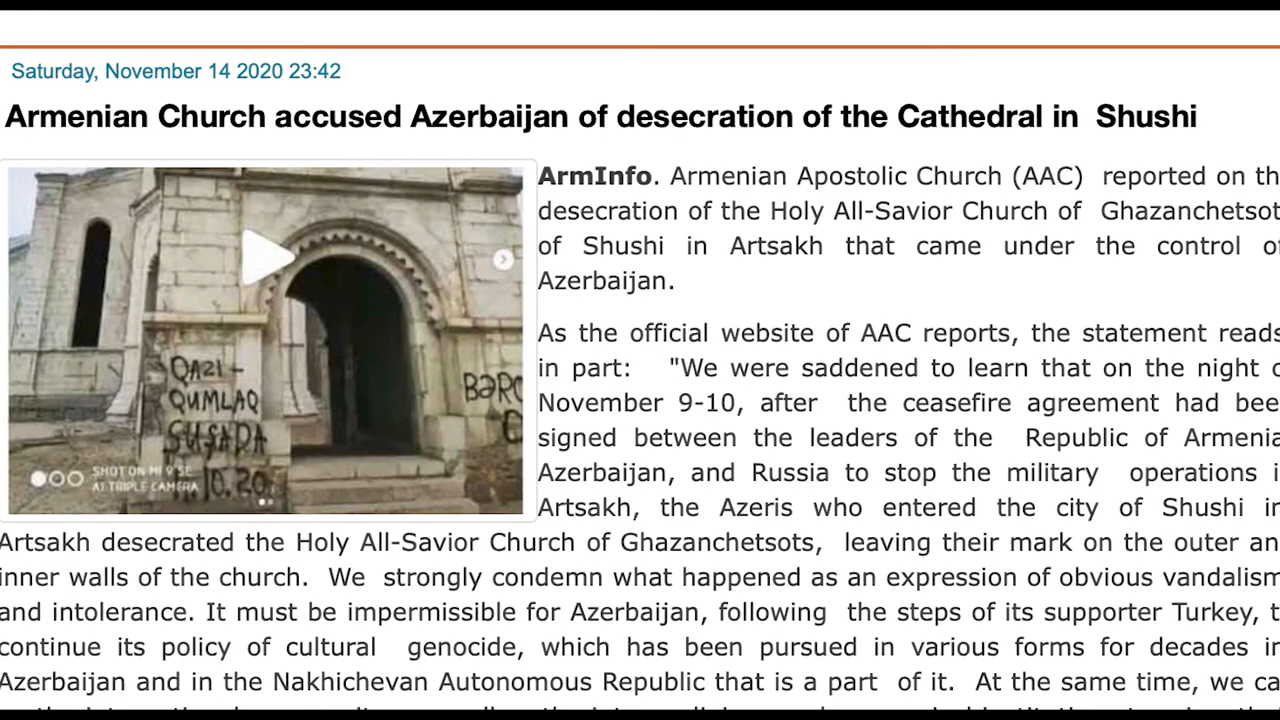 Saturday, November 14 2020 23:42
Armenian Church accused Azerbaijan of desecration of the Cathedral in Shushi
ArmInfo. Armenian Apostolic Church (AAC) reported on th
desecration of the Holy All-Savior Church of Ghazanchetsot
of Shushi in Artsakh that came under the control of
Azerbaijan.
As the official website of AAC reports, the statement reads
in part: "We were saddened to learn that on the night o
November 9-10, after the ceasefire agreement had bee
signed between the leaders of the Republic of Armenia
Azerbaijan, and Russia to stop the military operations i
Artsakh, the Azeris who entered the city of Shushi in
Artsakh desecrated the Holy All-Savior Church of Ghazanchetsots, leaving their mark on the outer an
inner walls of the church. We strongly condemn what happened as an expression of obvious vandalism
and intolerance. It must be impermissible for Azerbaijan, following the steps of its supporter Turkey, t
continue its policy of cultural genocide, which has been pursued in various forms for decades in
Azerbaijan and in the Nakhichevan Autonomous Republic that is a part of it. At the same time, we ca
QAZI-
QUMLAQ
ŞUŞADA
10.20
BƏRC
SHOT ON MI 9 SE
AI TRIPLE CAMERA